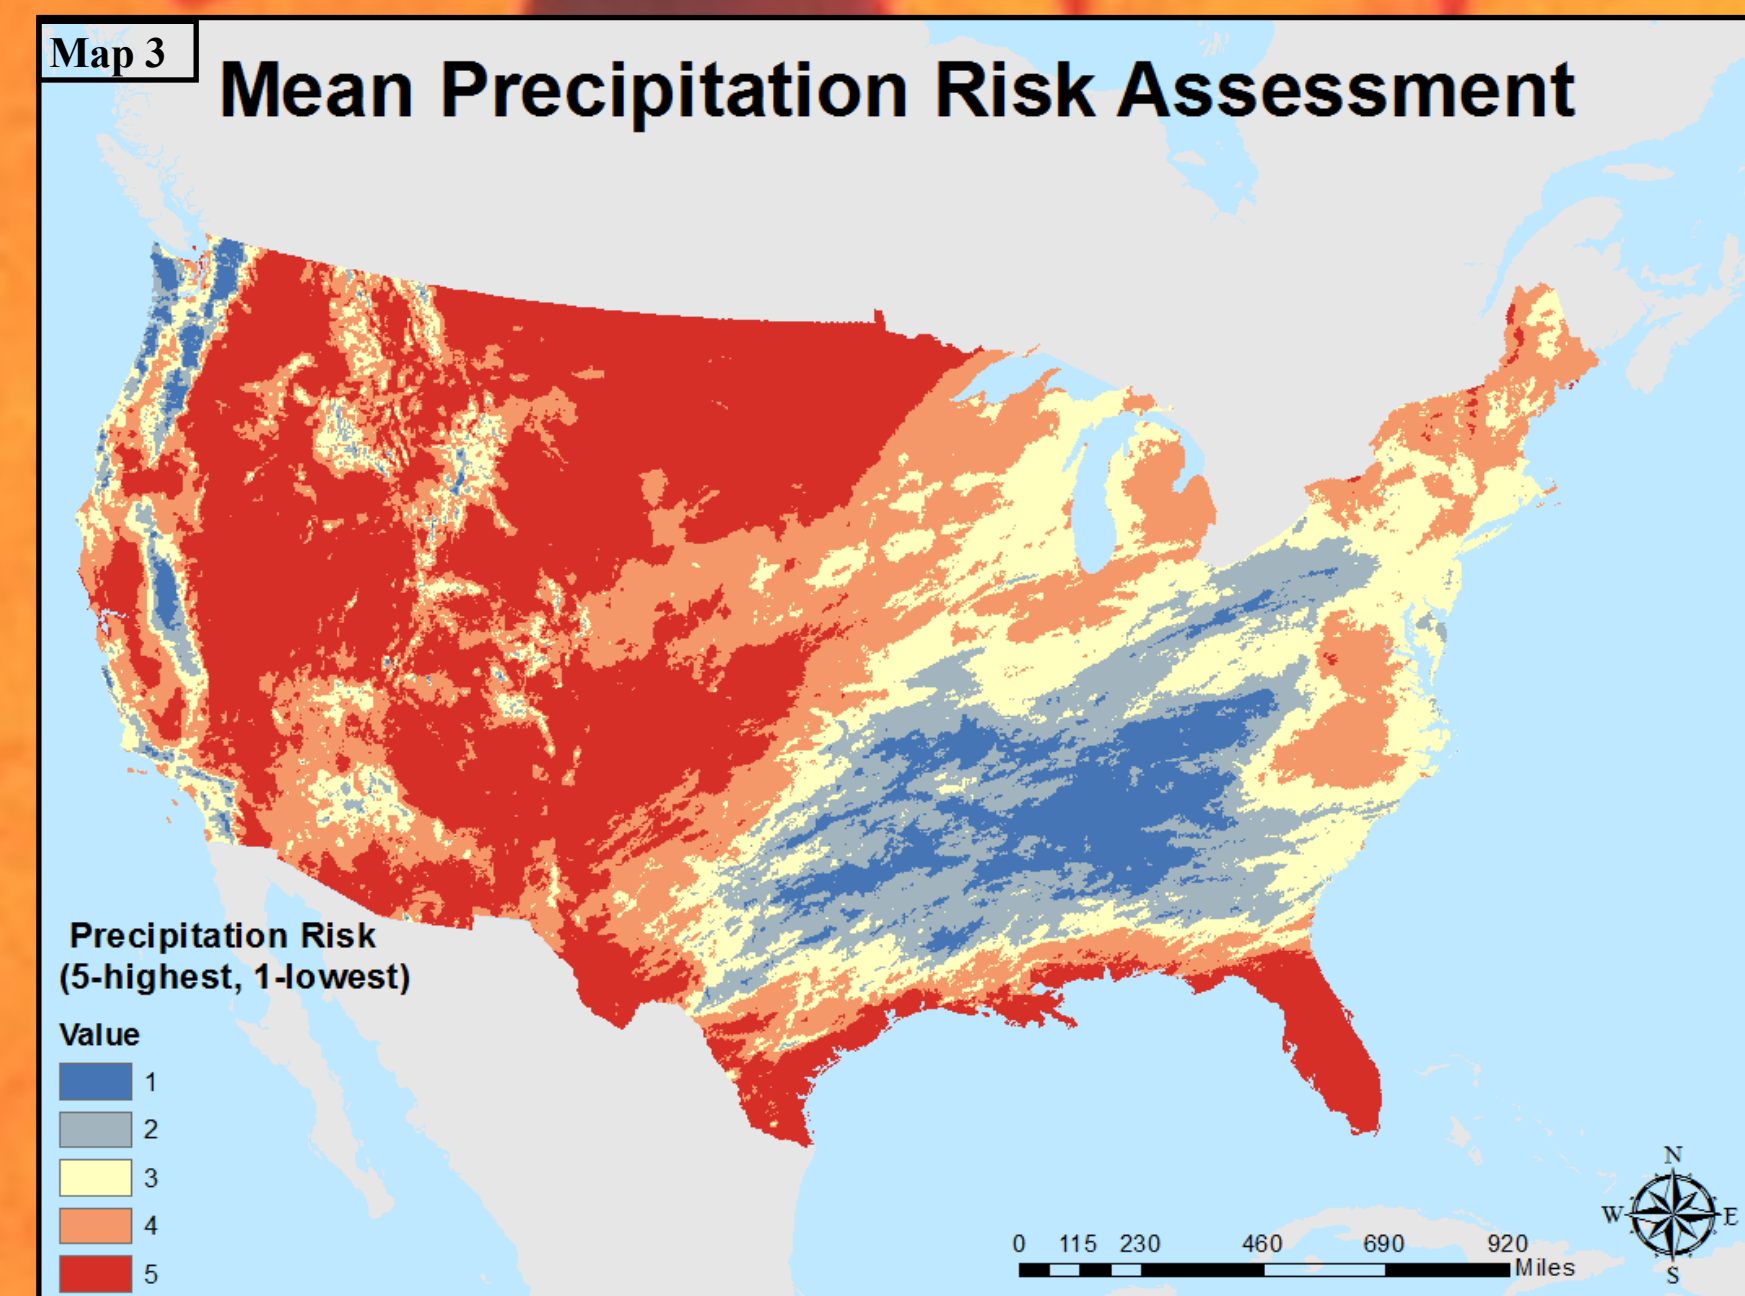 Map 3
Mean Precipitation Risk Assessment
Precipitation Risk
(5-highest, 1-lowest)
Value
1
2
3
4
5
0 115 230 460 690 920
Miles
N
W E
S